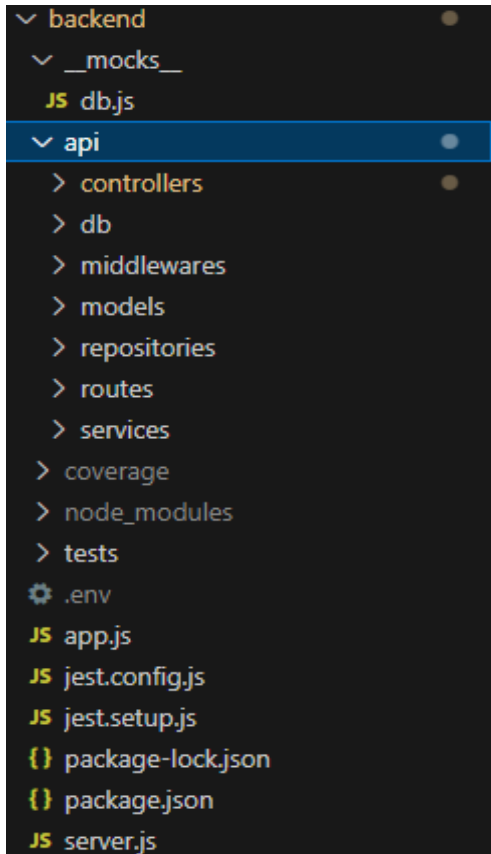 backend
__mocks__
JS db.js
api
controllers
db
middlewares
models
repositories
routes
services
coverage
node_modules
tests
.env
JS app.js
JS jest.config.js
JS jest.setup.js
{} package-lock.json
{} package.json
JS server.js